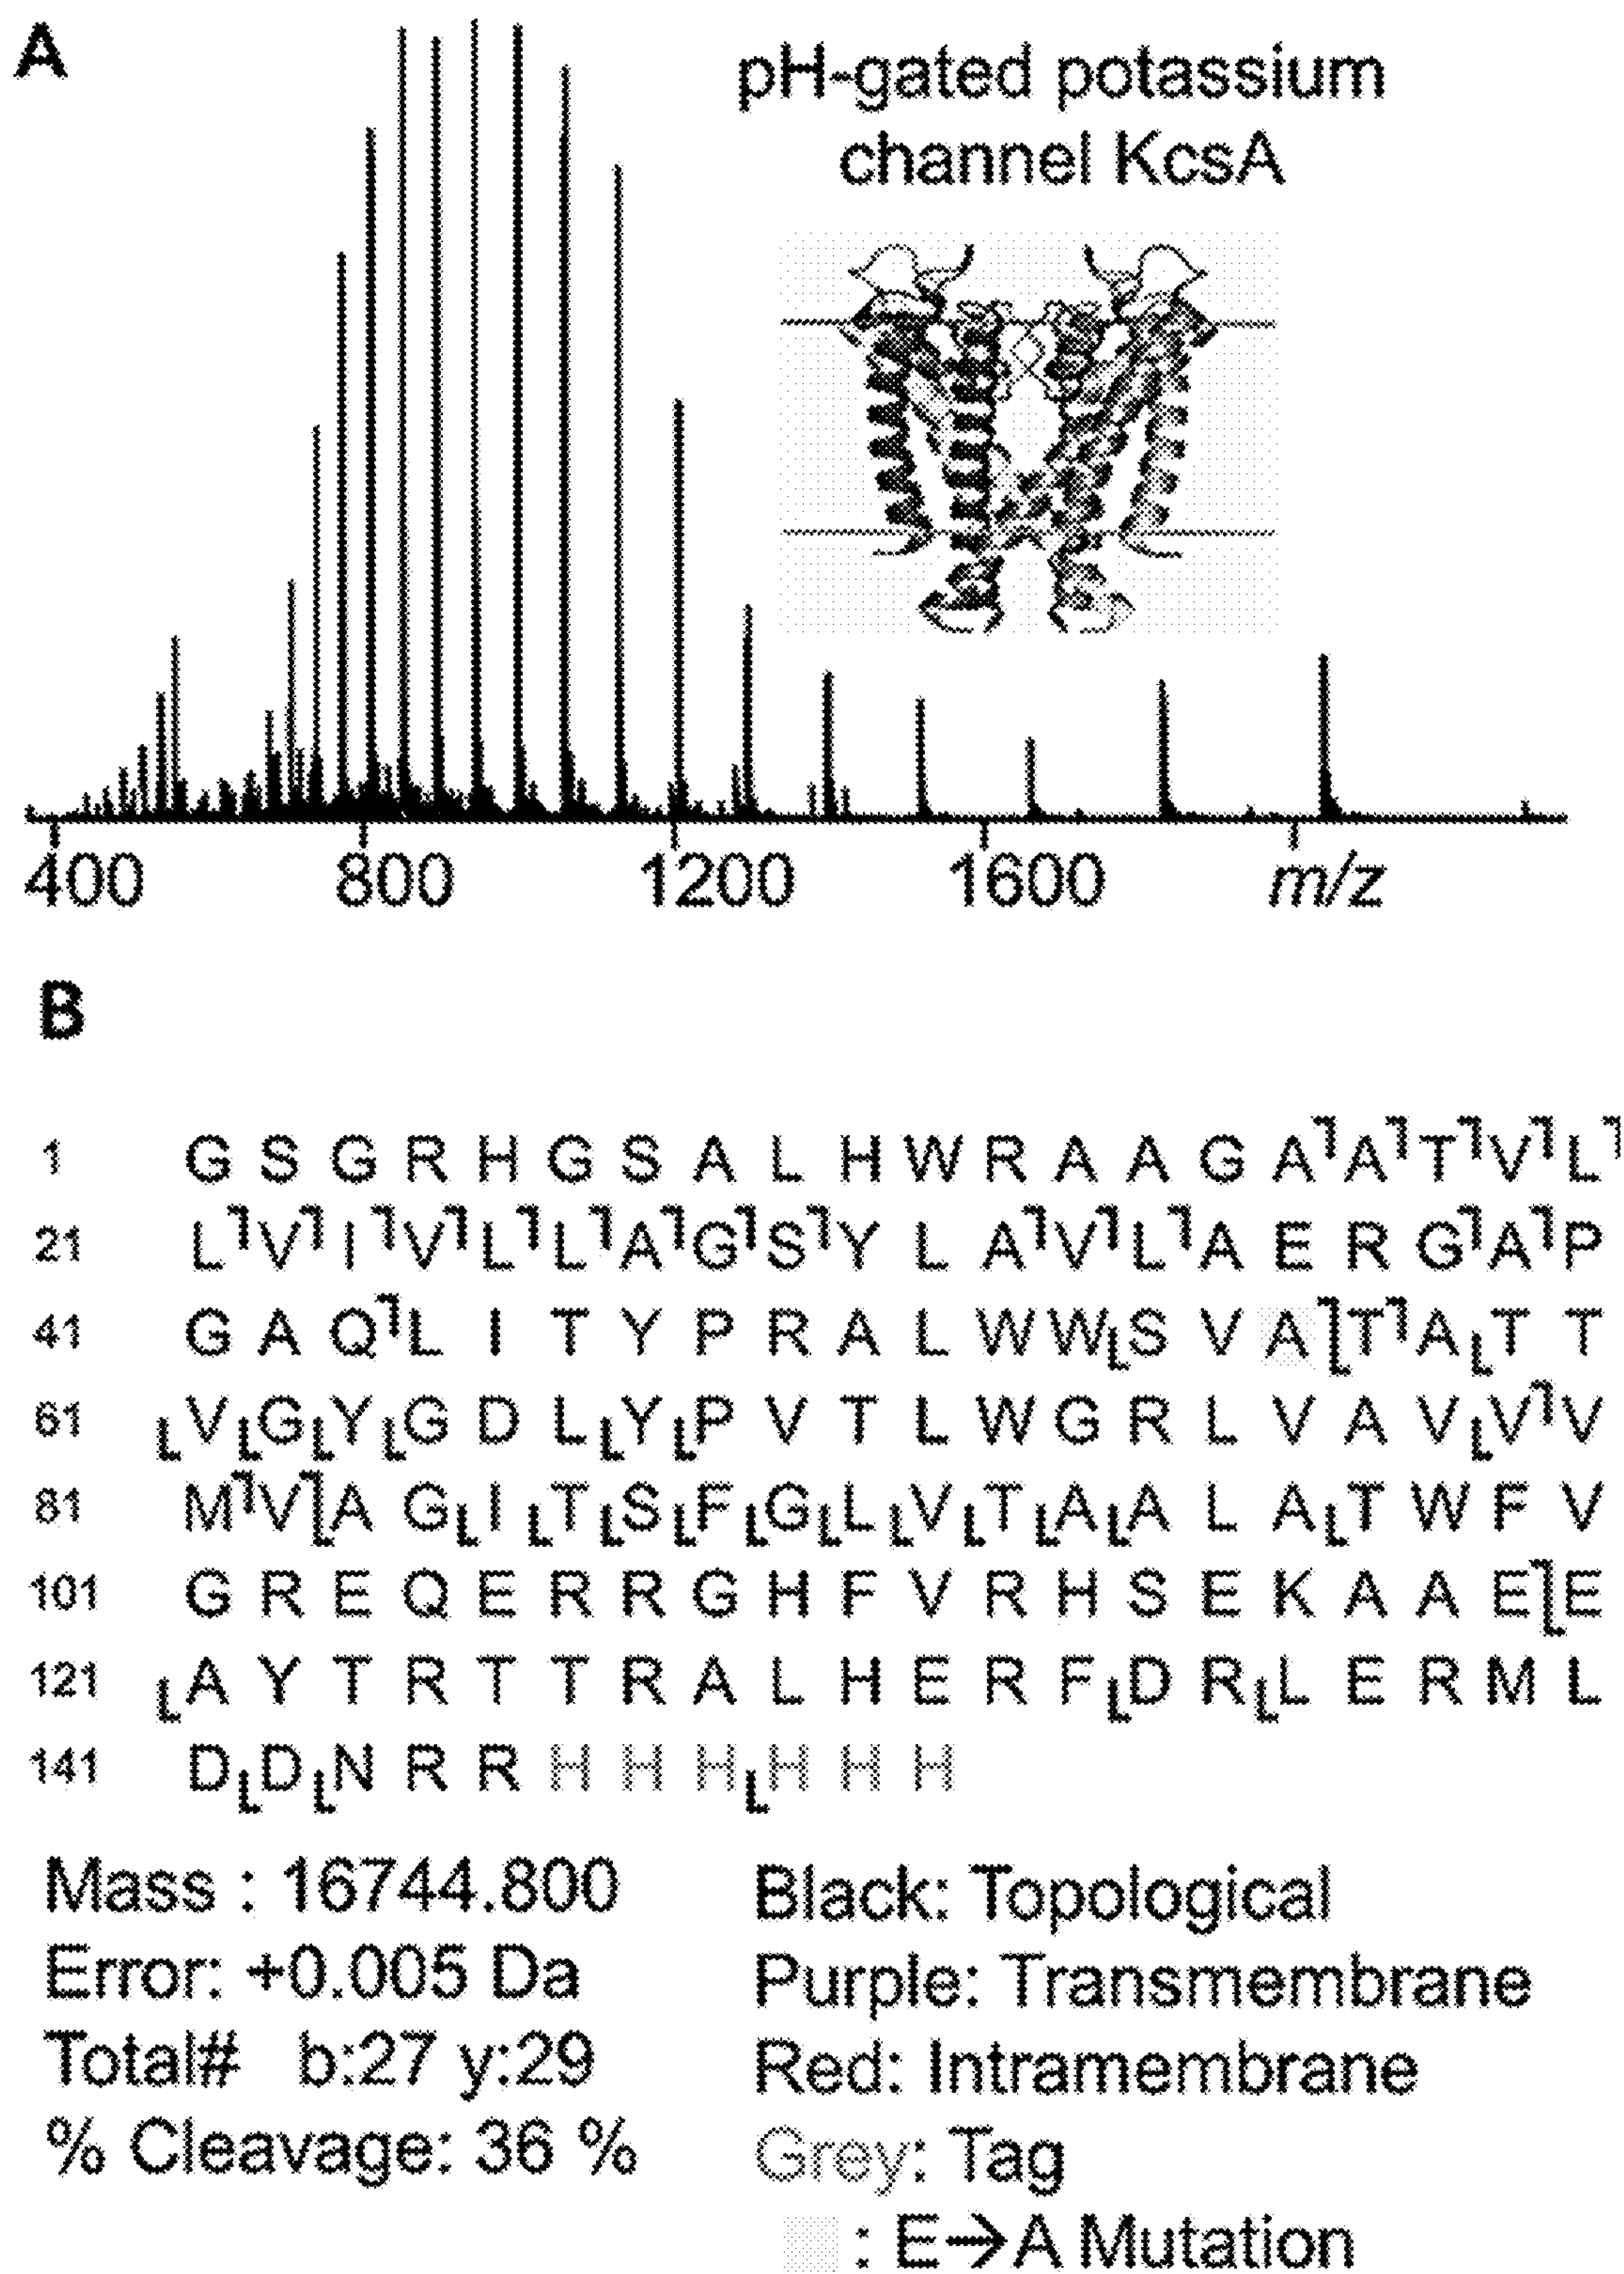 A
pH-gated potassium
channel KcsA
400 800 1200 1600 m/z
B
1 G S G R H G S A L H W R A A G A A T V L
21 L V I V L L A G S Y L A V L A E R G A P
41 G A Q L I T Y P R A L W W S V A T A T T
61 V G Y G D L Y P V T L W G R L V A V V V
81 M V A G I T S F G L V T A A L A T W F V
101 G R E Q E R R G H F V R H S E K A A E E
121 A Y T R T T R A L H E R F D R L E R M L
141 D D N R R H H H H H H
Mass : 16744.800
Error: +0.005 Da
Total# b:27 y:29
% Cleavage: 36 %
Black: Topological
Purple: Transmembrane
Red: Intramembrane
Grey: Tag
: E→A Mutation